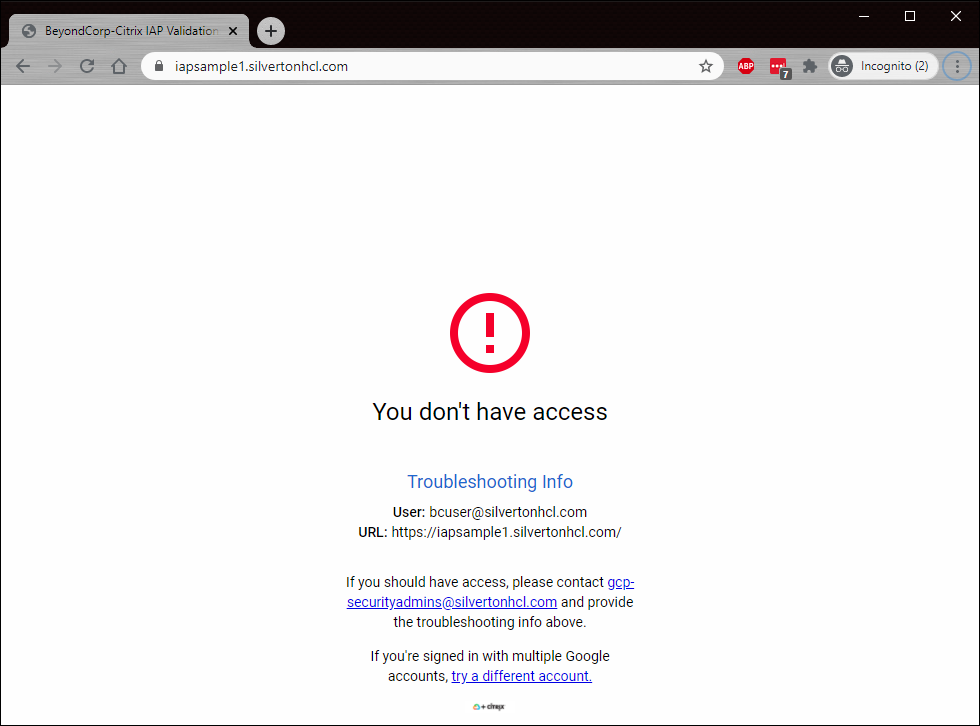 BeyondCorp-Citrix IAP Validation
iapsample1.silvertonhcl.com
ABP
7
Incognito (2)
You don't have access
Troubleshooting Info
User: bcuser@silvertonhcl.com
URL: https://iapsample1.silvertonhcl.com/
If you should have access, please contact gcp-
securityadmins@silvertonhcl.com and provide
the troubleshooting info above.
If you're signed in with multiple Google
accounts, try a different account.
+ citrix